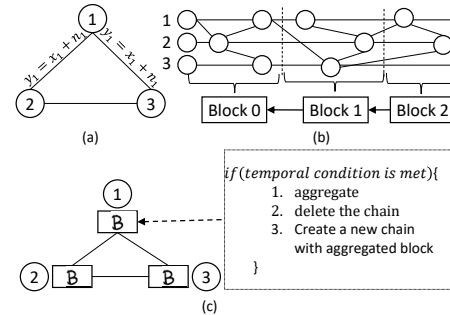 1
y₁ = x₁ + n₁
y₁ = x₁ + n₁
2
3
(a)
1
2
3
Block 0
Block 1
Block 2
(b)
if(temporal condition is met){
1. aggregate
2. delete the chain
3. Create a new chain
with aggregated block
}
1
B
2
B
B
3
(c)